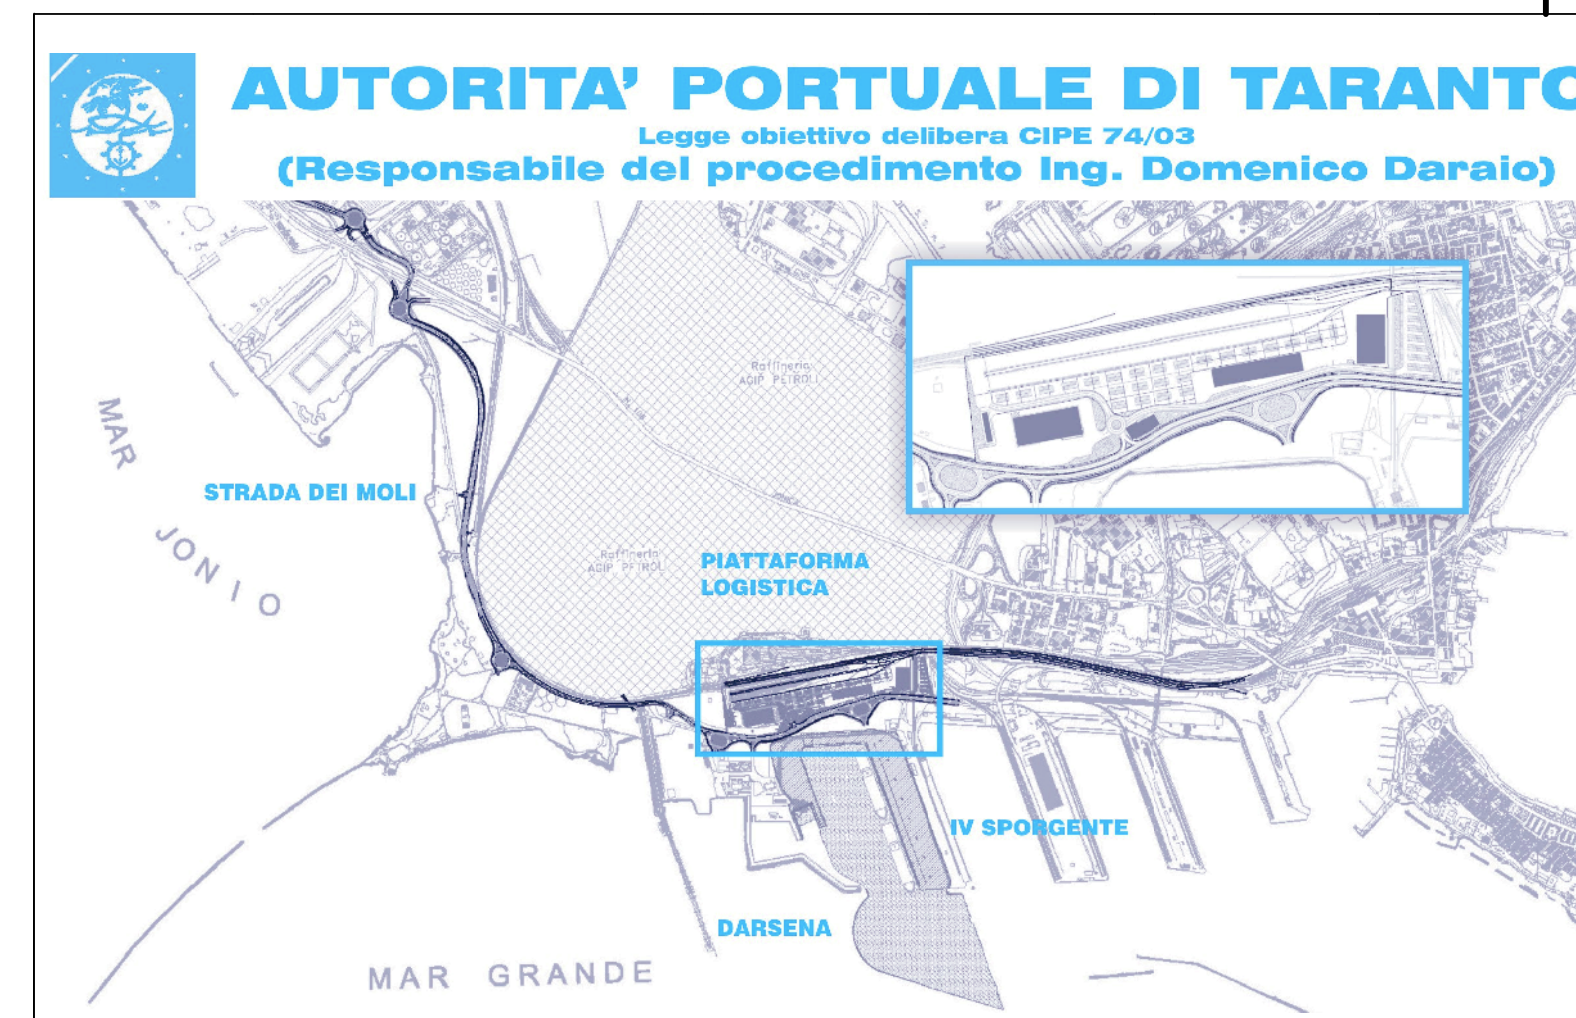 AUTORITA' PORTUALE DI TARANTO
Legge obiettivo delibera CIPE 74/03
(Responsabile del procedimento Ing. Domenico Daraio)
Raffineria
AGIP PETROLI
MAR
JONIO
STRADA DEI MOLI
Raffineria
AGIP PETROLI
PIATTAFORMA
LOGISTICA
IV SPORGENTE
DARSENA
MAR GRANDE